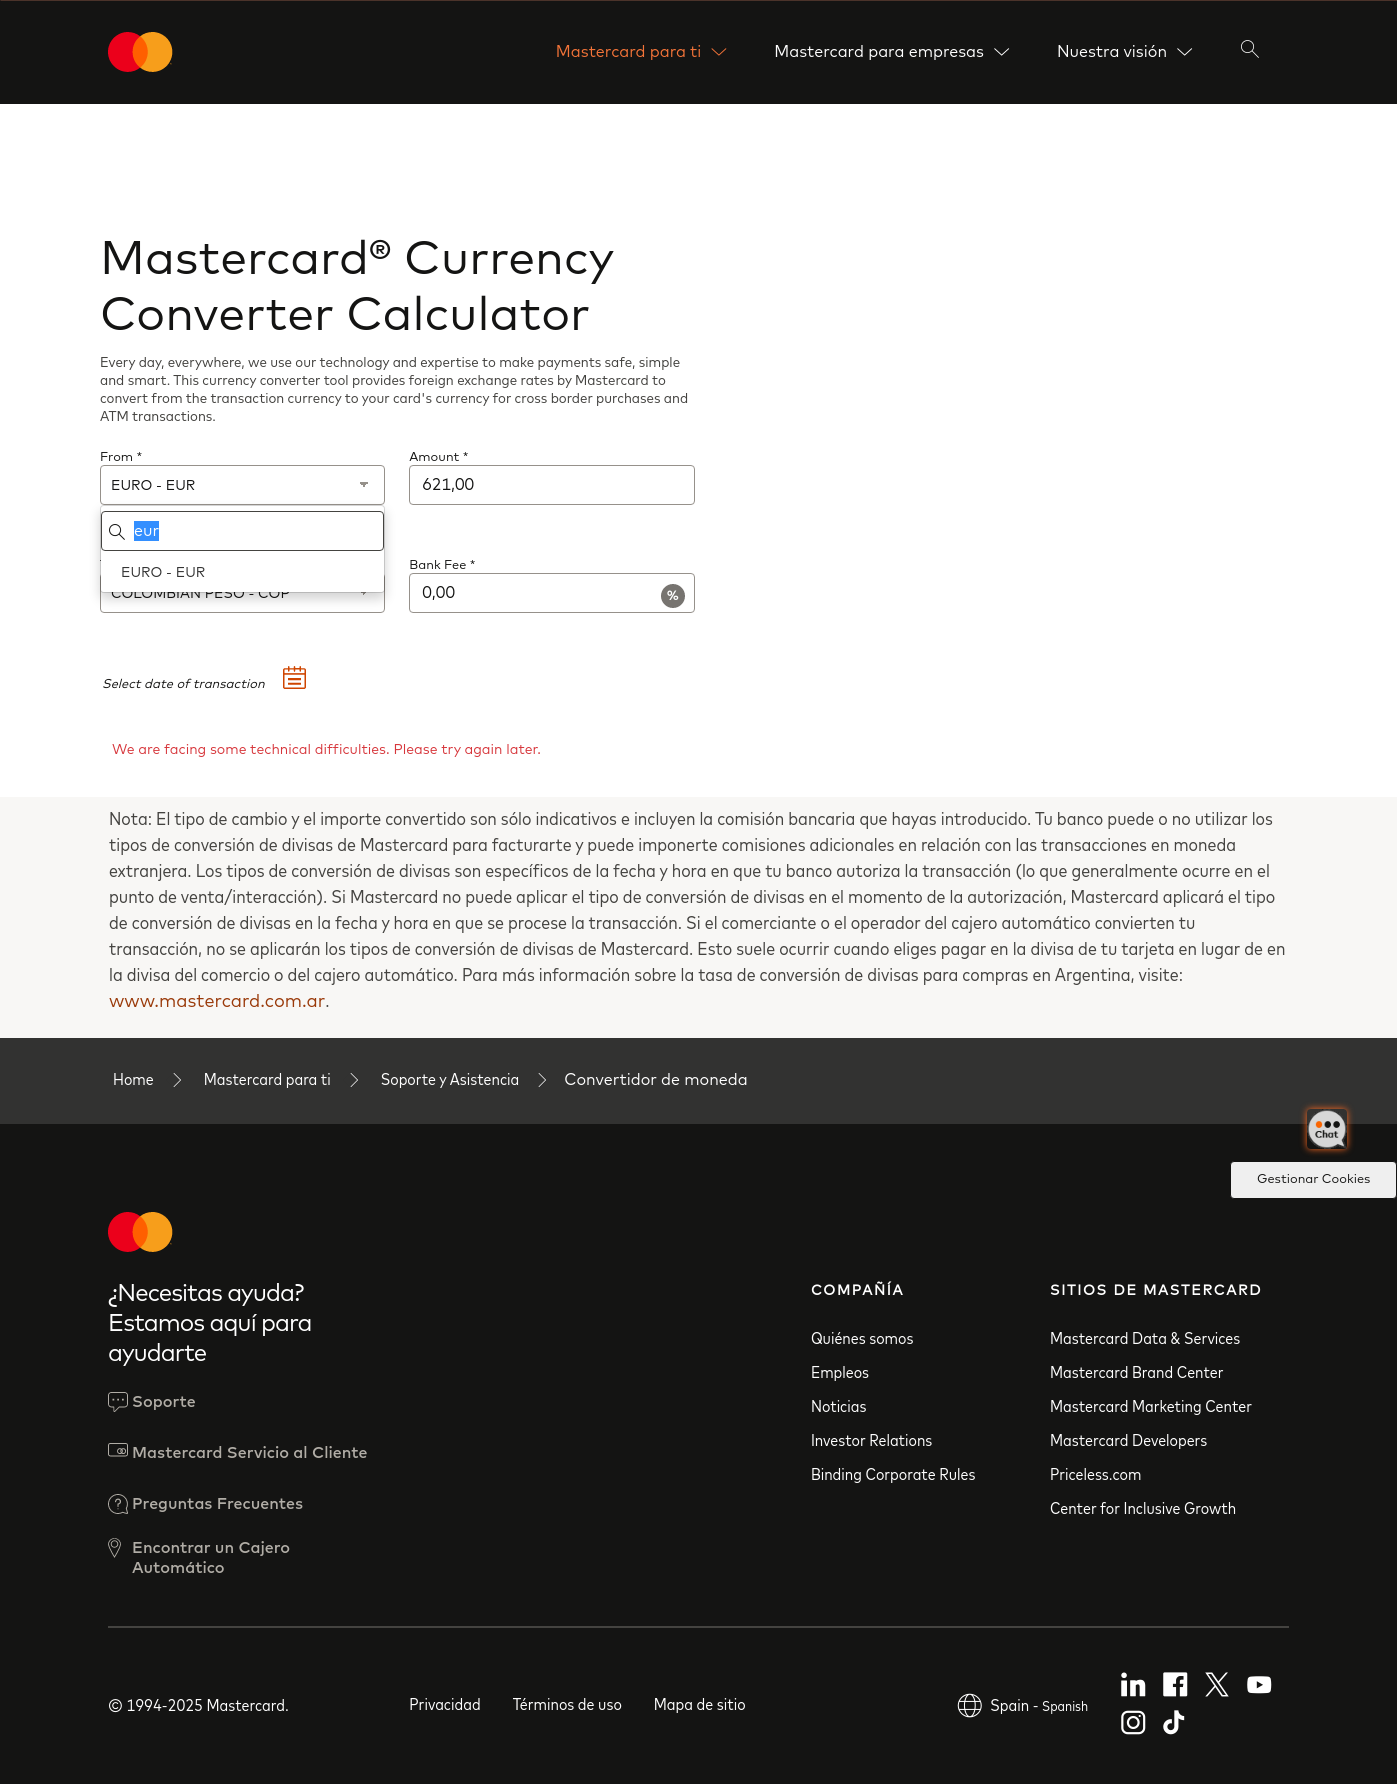 Mastercard para ti
Mastercard para empresas
Nuestra visión
Mastercard® Currency
Converter Calculator
Every day, everywhere, we use our technology and expertise to make payments safe, simple
and smart. This currency converter tool provides foreign exchange rates by Mastercard to
convert from the transaction currency to your card's currency for cross border purchases and
ATM transactions.
From *
Amount *
EURO - EUR
621,00
eur
EURO - EUR
Bank Fee *
COLOMBIAN PESO - COP
0,00
%
Select date of transaction
We are facing some technical difficulties. Please try again later.
Nota: El tipo de cambio y el importe convertido son sólo indicativos e incluyen la comisión bancaria que hayas introducido. Tu banco puede o no utilizar los
tipos de conversión de divisas de Mastercard para facturarte y puede imponerte comisiones adicionales en relación con las transacciones en moneda
extranjera. Los tipos de conversión de divisas son específicos de la fecha y hora en que tu banco autoriza la transacción (lo que generalmente ocurre en el
punto de venta/interacción). Si Mastercard no puede aplicar el tipo de conversión de divisas en el momento de la autorización, Mastercard aplicará el tipo
de conversión de divisas en la fecha y hora en que se procese la transacción. Si el comerciante o el operador del cajero automático convierten tu
transacción, no se aplicarán los tipos de conversión de divisas de Mastercard. Esto suele ocurrir cuando eliges pagar en la divisa de tu tarjeta en lugar de en
la divisa del comercio o del cajero automático. Para más información sobre la tasa de conversión de divisas para compras en Argentina, visite:
www.mastercard.com.ar.
Home
Mastercard para ti
Soporte y Asistencia
Convertidor de moneda
Chat
Gestionar Cookies
¿Necesitas ayuda?
Estamos aquí para
ayudarte
Soporte
Mastercard Servicio al Cliente
Preguntas Frecuentes
Encontrar un Cajero
Automático
COMPAÑÍA
Quiénes somos
Empleos
Noticias
Investor Relations
Binding Corporate Rules
SITIOS DE MASTERCARD
Mastercard Data & Services
Mastercard Brand Center
Mastercard Marketing Center
Mastercard Developers
Priceless.com
Center for Inclusive Growth
© 1994-2025 Mastercard.
Privacidad
Términos de uso
Mapa de sitio
Spain - Spanish